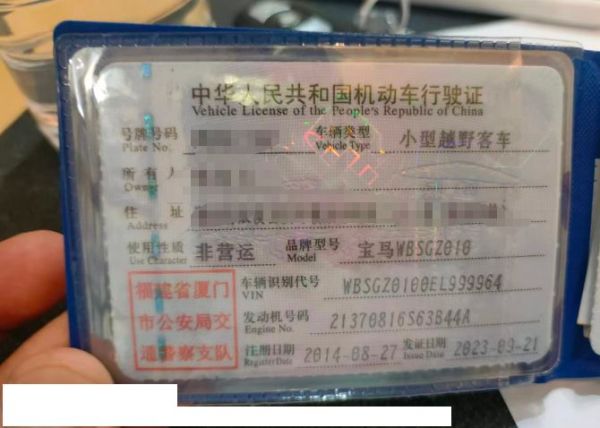 中华人民共和国机动车行驶证
Vehicle License of the People's Republic of China
号牌号码 车辆类型 小型越野客车
Plate No. Vehicle Type
所有人
Owner
住址
Address
使用性质 非营运 品牌型号 宝马WBSGZ010
Use Character Model
福建省厦门
市公安局交
通警察支队
车辆识别代号 WBSGZ0100EL999964
VIN
发动机号码 21370816S63B44A
Engine No.
注册日期 2014-08-27 发证日期 2023-09-21
Register Date Issue Date